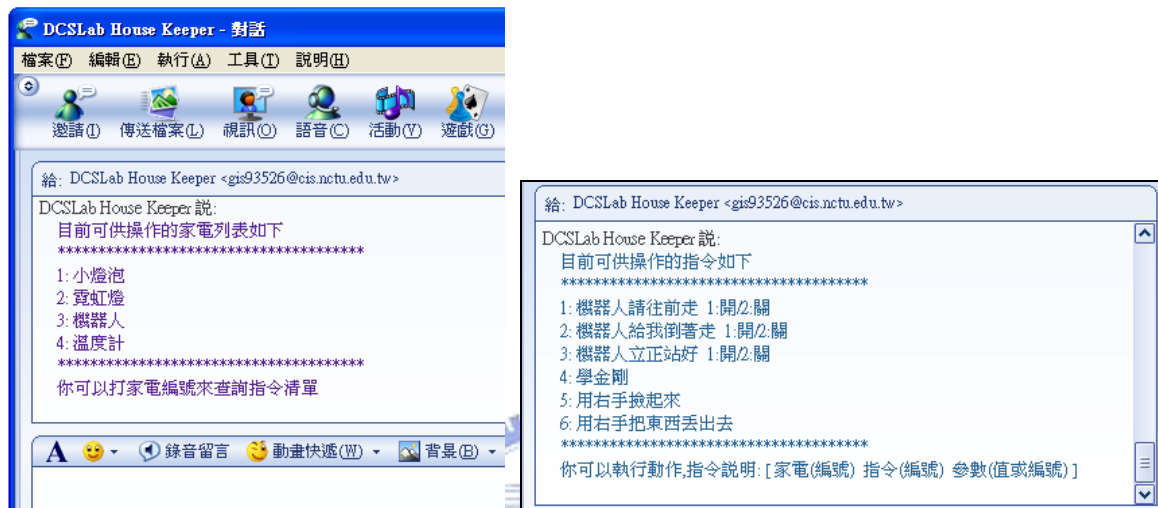 DCSLab House Keeper - 對話
檔案(F) 編輯(E) 執行(A) 工具(T) 說明(H)
邀請(I) 傳送檔案(L) 視訊(O) 語音(C) 活動(V) 遊戲(G)
給: DCSLab House Keeper <gis93526@cis.nctu.edu.tw>
DCSLab House Keeper 說:
目前可供操作的家電列表如下
**************************************
1: 小燈泡
2: 霓虹燈
3: 機器人
4: 溫度計
**************************************
你可以打家電編號來查詢指令清單
A 錄音留言 動畫快遞(W) 背景(B)
給: DCSLab House Keeper <gis93526@cis.nctu.edu.tw>
DCSLab House Keeper 說:
目前可供操作的指令如下
**************************************
1: 機器人請往前走 1:開/2:關
2: 機器人給我倒著走 1:開/2:關
3: 機器人立正站好 1:開/2:關
4: 學金剛
5: 用右手撿起來
6: 用右手把東西丟出去
**************************************
你可以執行動作,指令說明: [ 家電(編號) 指令(編號) 參數(值或編號) ]